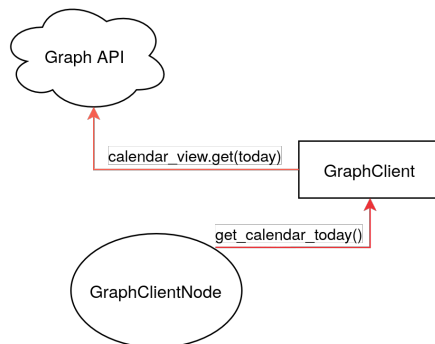 Graph API
calendar_view.get(today)
GraphClient
get_calendar_today()
GraphClientNode